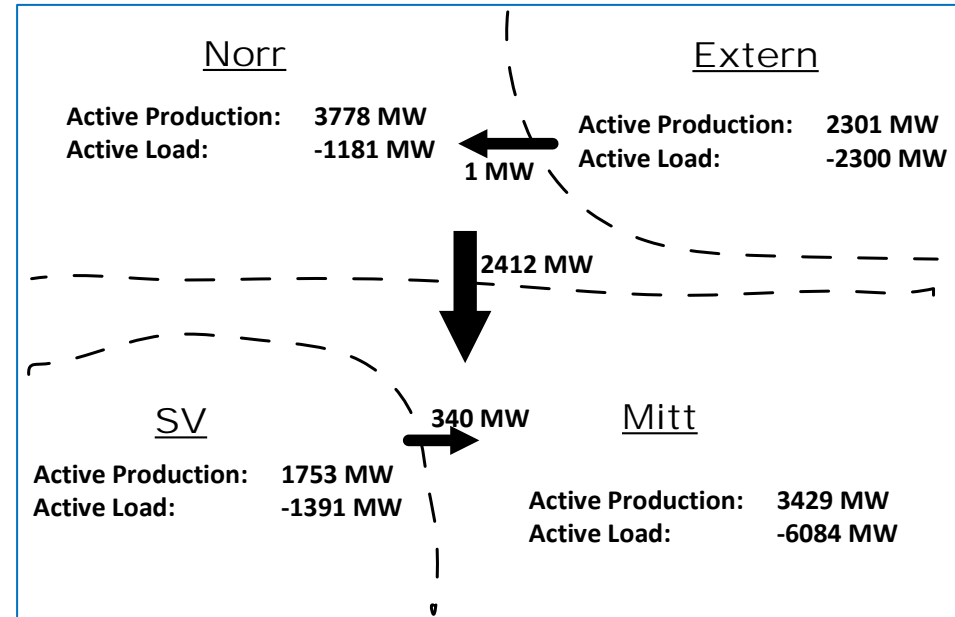 Norr
Active Production: 3778 MW
Active Load: -1181 MW
1 MW
Extern
Active Production: 2301 MW
Active Load: -2300 MW
2412 MW
SV
Active Production: 1753 MW
Active Load: -1391 MW
340 MW
Mitt
Active Production: 3429 MW
Active Load: -6084 MW